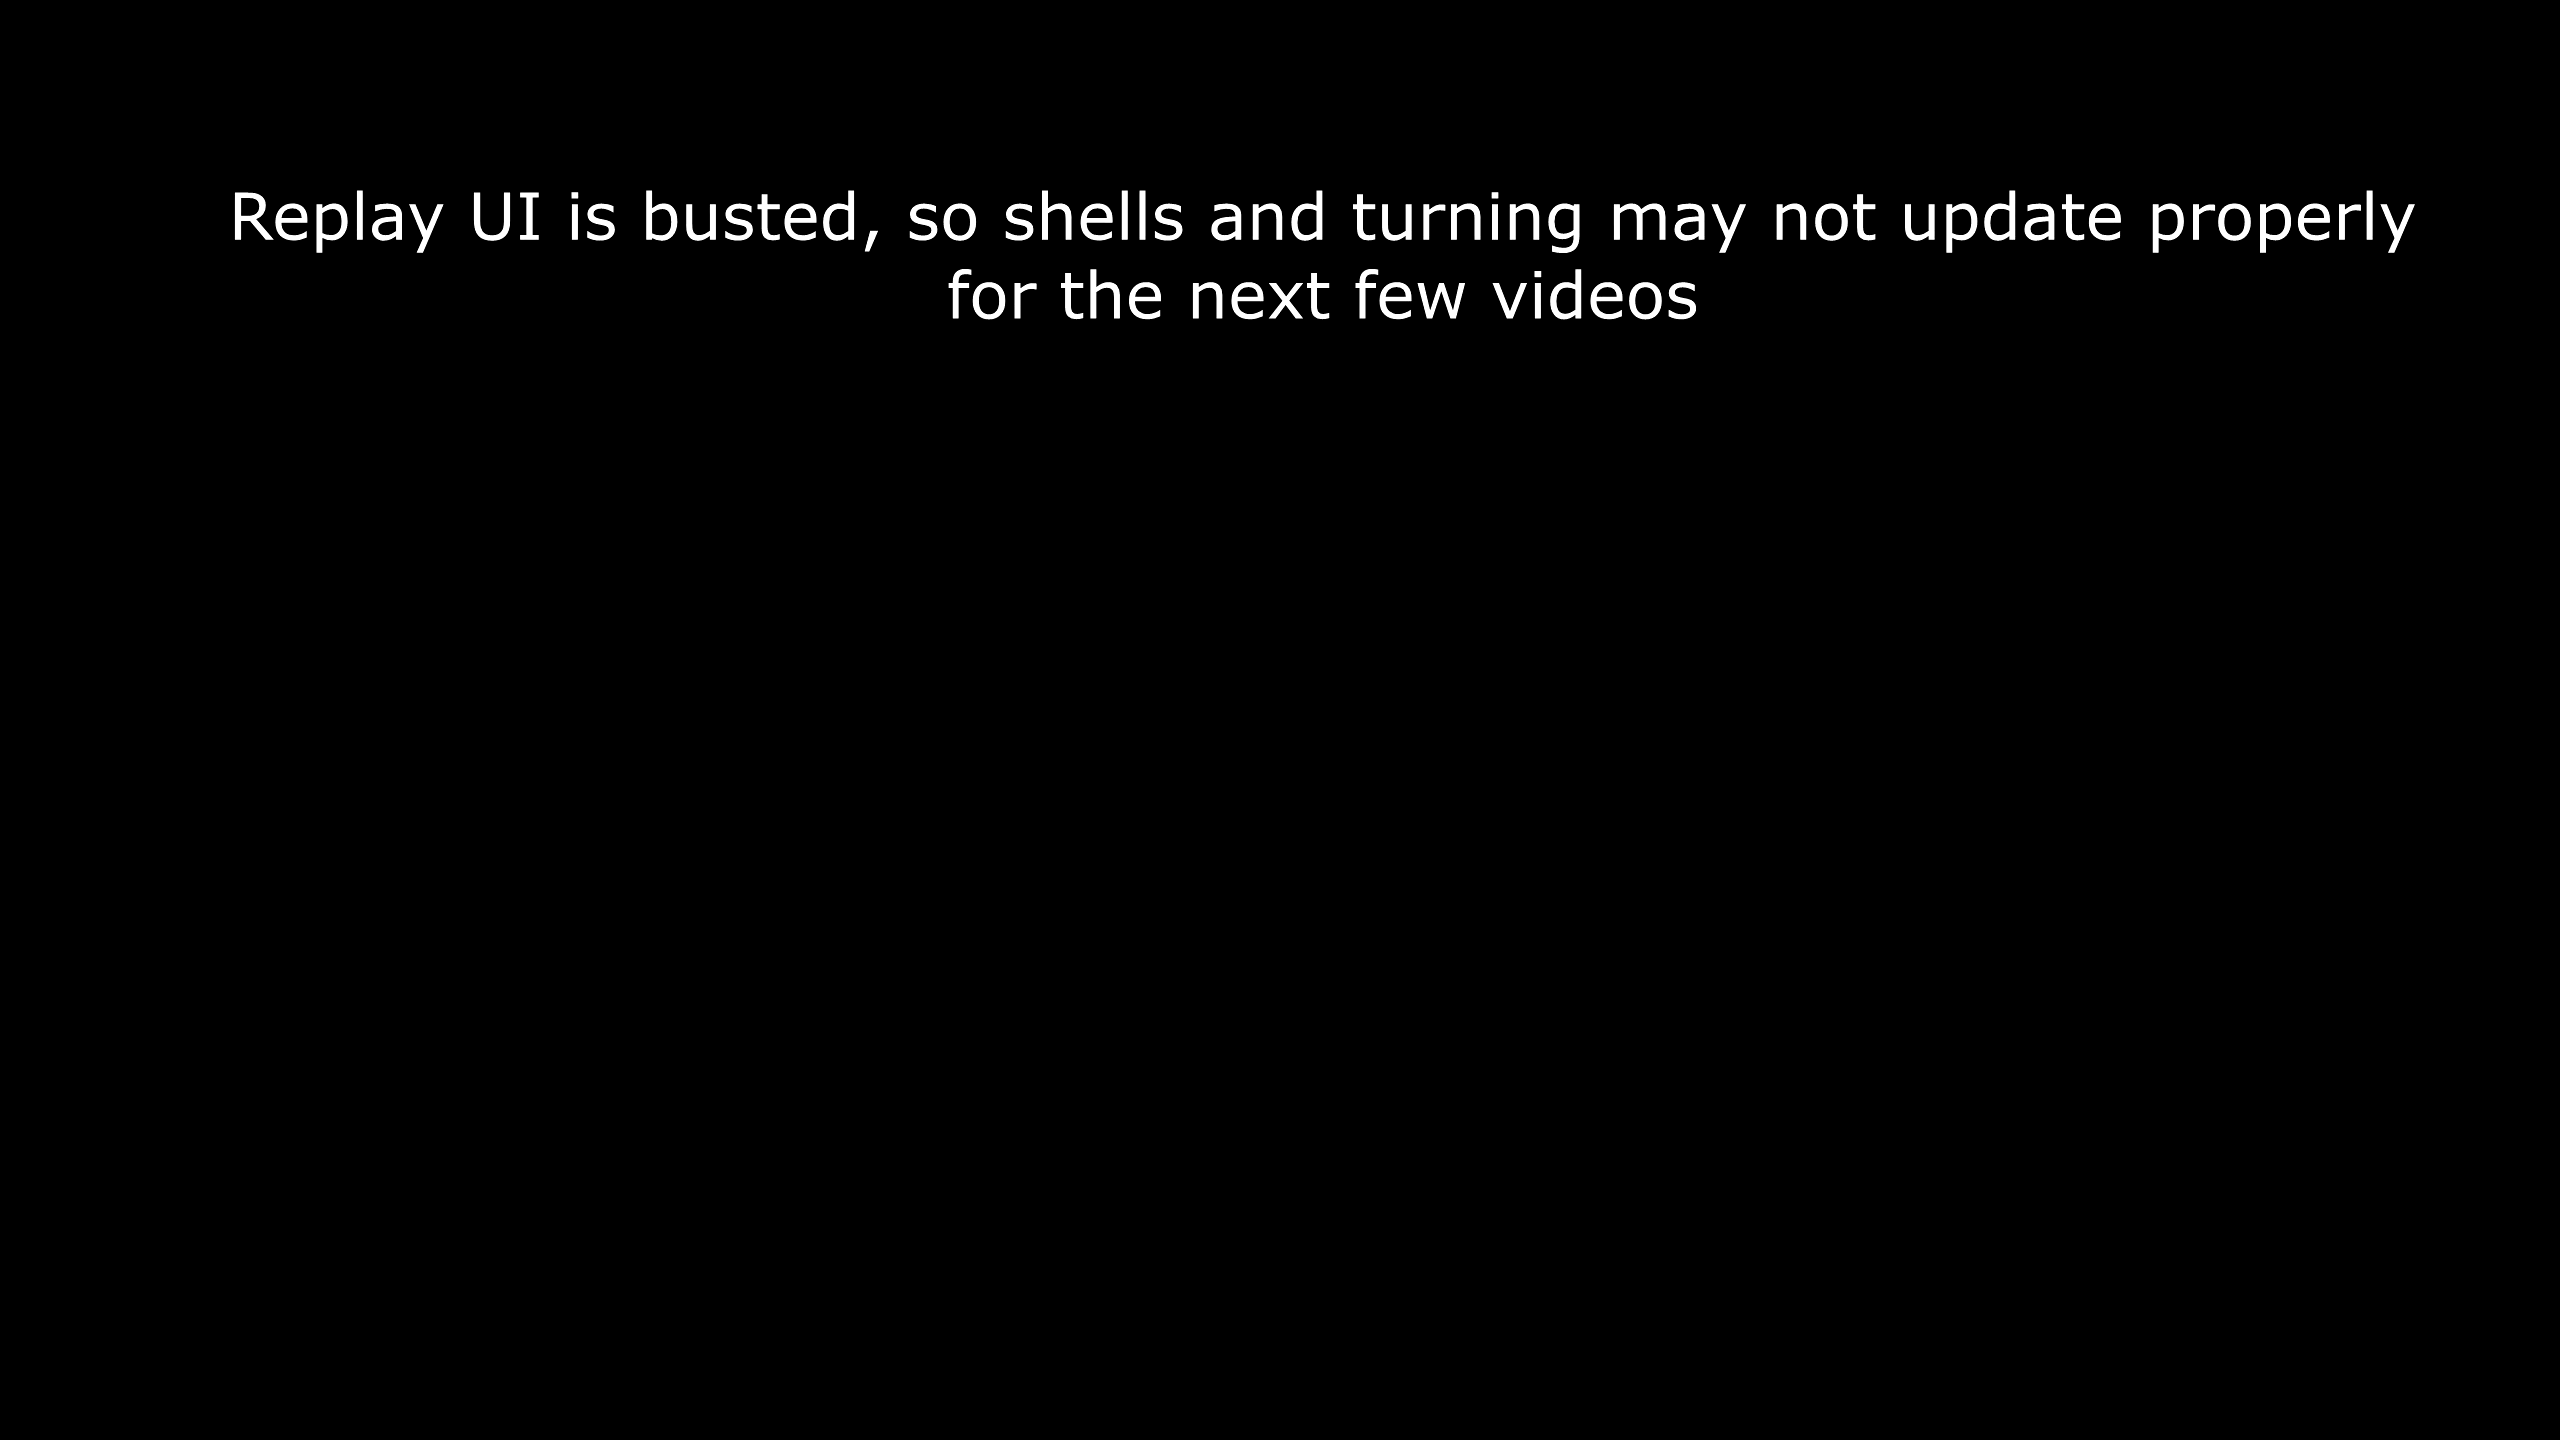 Replay UI is busted, so shells and turning may not update properly
for the next few videos